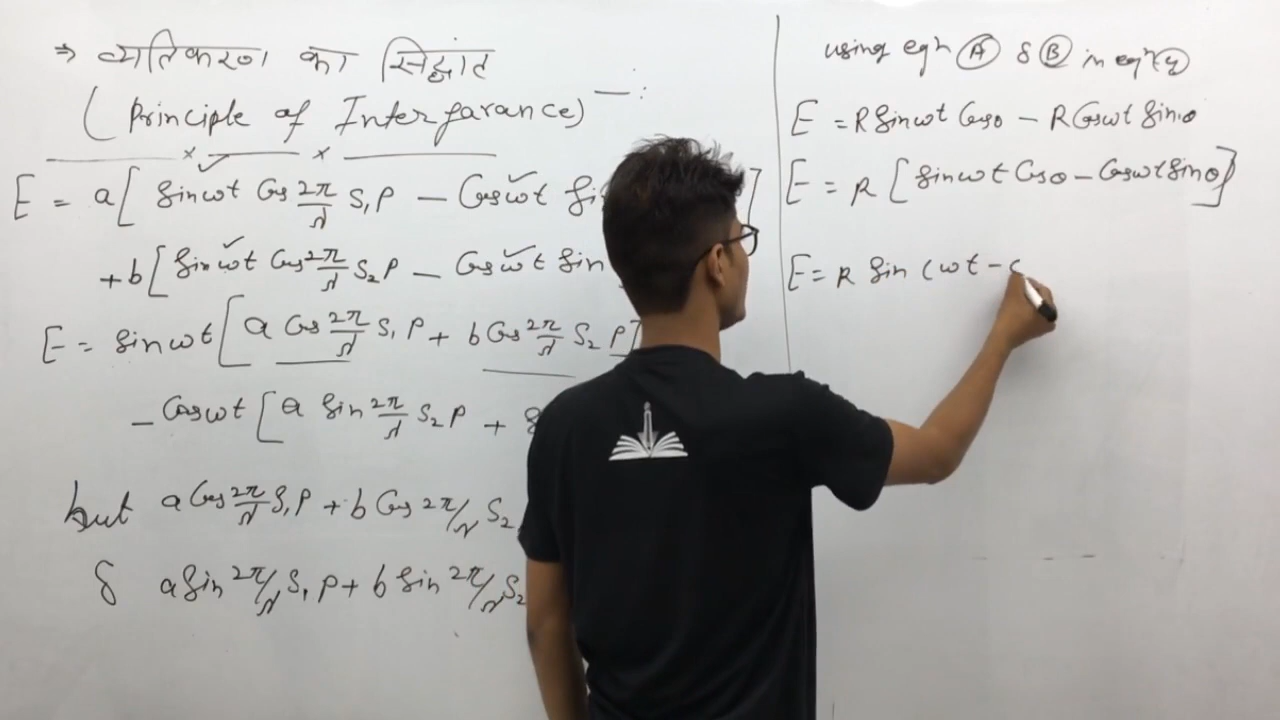 ⇒ व्यतिकरण का सिद्धांत
(Principle of Interfarance) —:
E = a[ Sinωt Cos 2π/λ S₁P — Cosωt Si
+b[ Sinωt Cos 2π/λ S₂P — Cosωt Sin
E = Sinωt [ a Cos 2π/λ S₁P + b Cos 2π/λ S₂P]
— Cosωt [ a Sin 2π/λ S₂P +
but a Cos 2π/λ S₁P + b Cos 2π/λ S₂
& a Sin 2π/λ S₁P + b Sin 2π/λ S₂
using eqn (A) & (B) in eqn (4)
E = R Sinωt Cosθ — R Cosωt Sinθ
E = R [Sinωt Cosθ — Cosωt Sinθ]
E = R Sin (ωt —